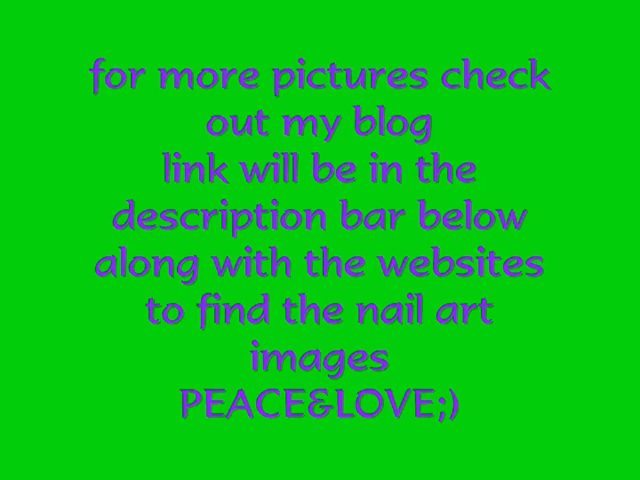 for more pictures check
out my blog
link will be in the
description bar below
along with the websites
to find the nail art
images
PEACE&LOVE;)